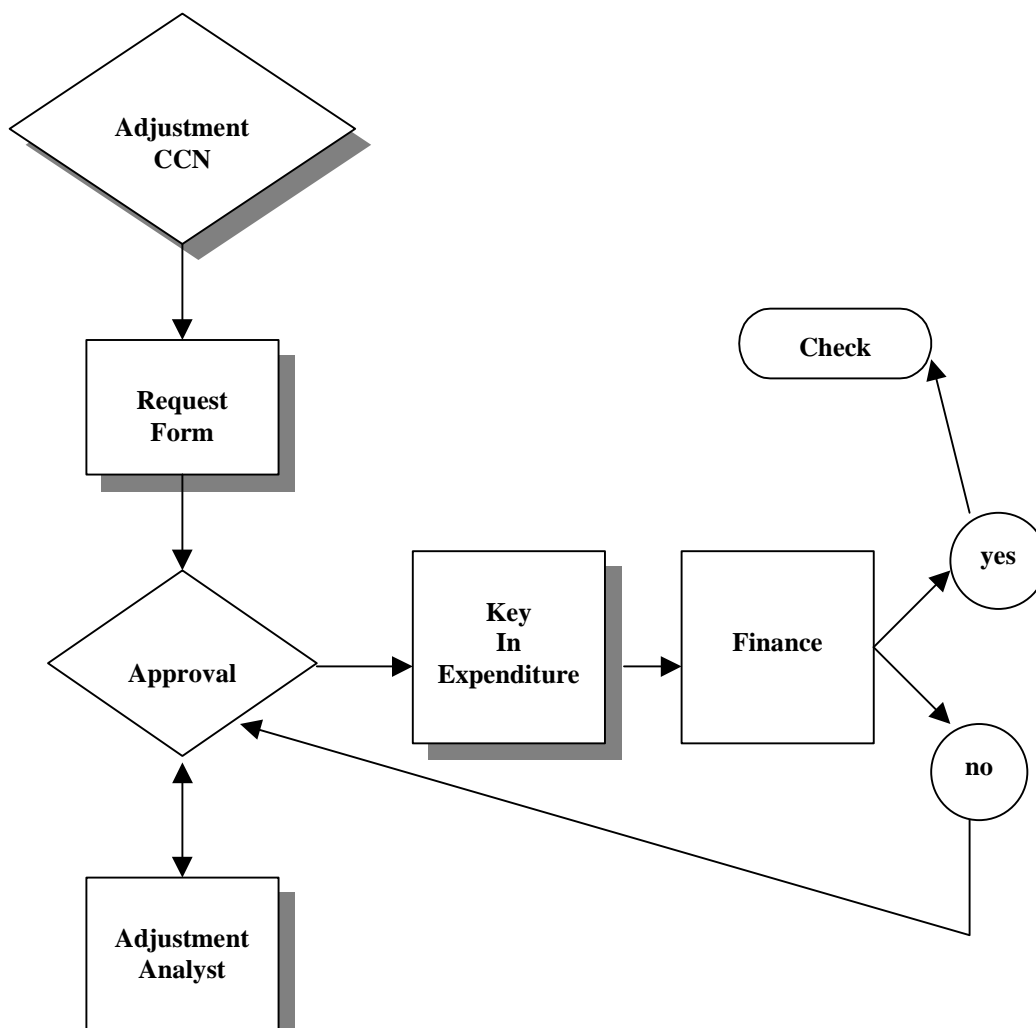 Adjustment
CCN
Check
Request
Form
yes
Key
In
Expenditure
Finance
Approval
no
Adjustment
Analyst